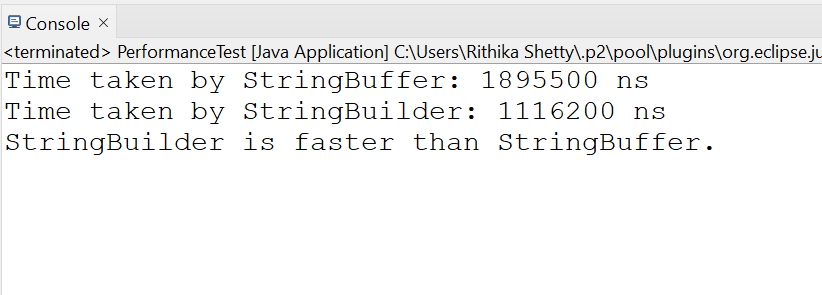 Console ×
<terminated> PerformanceTest [Java Application] C:\Users\Rithika Shetty\.p2\pool\plugins\org.eclipse.ju
Time taken by StringBuffer: 1895500 ns
Time taken by StringBuilder: 1116200 ns
StringBuilder is faster than StringBuffer.